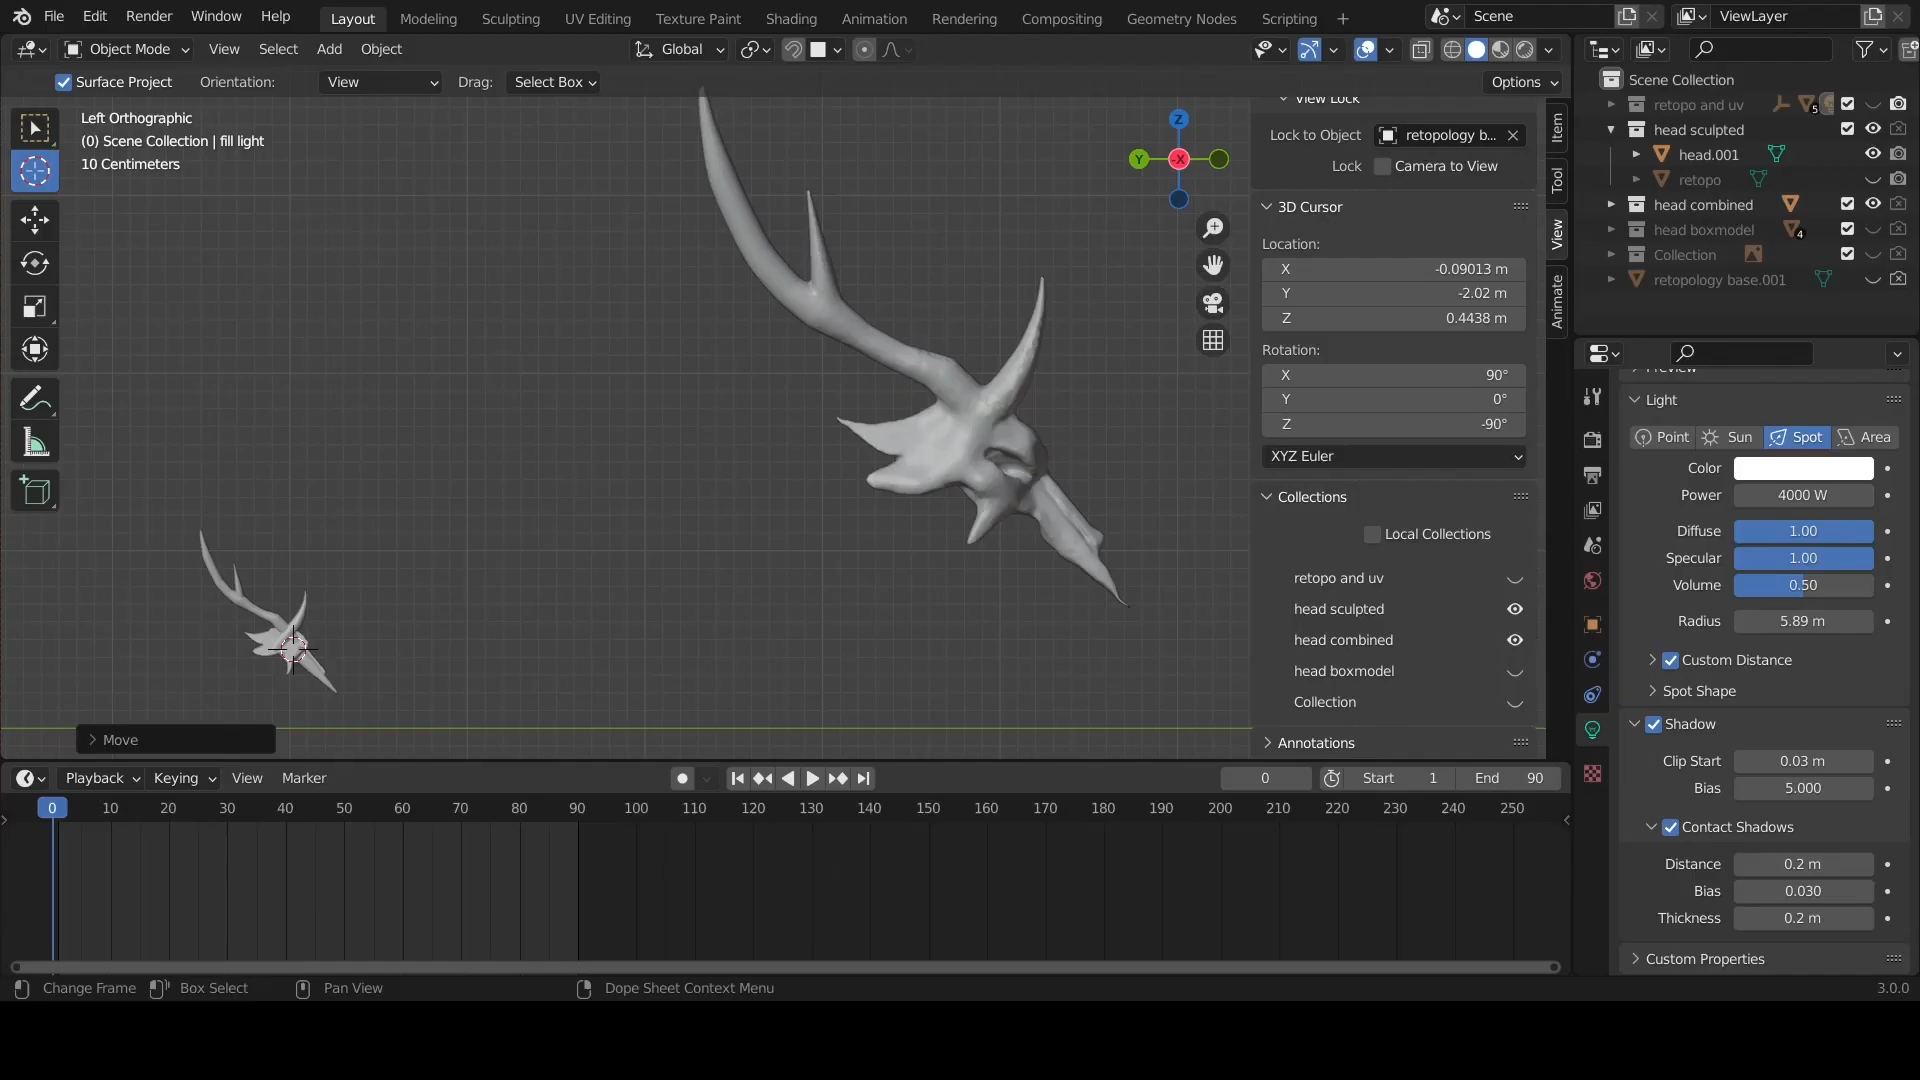 File Edit Render Window Help Layout Modeling Sculpting UV Editing Texture Paint Shading Animation Rendering Compositing Geometry Nodes Scripting + Scene ViewLayer
Object Mode View Select Add Object Global
Surface Project Orientation: View Drag: Select Box Options
Left Orthographic
(0) Scene Collection | fill light
10 Centimeters
Z
Y
-X
Move
View Lock
Lock to Object retopology b...
Lock Camera to View
3D Cursor
Location:
X -0.09013 m
Y -2.02 m
Z 0.4438 m
Rotation:
X 90°
Y 0°
Z -90°
XYZ Euler
Collections
Local Collections
retopo and uv
head sculpted
head combined
head boxmodel
Collection
Annotations
Item
Tool
View
Animate
Scene Collection
retopo and uv 5
head sculpted
head.001
retopo
head combined
head boxmodel 4
Collection
retopology base.001
Light
Point Sun Spot Area
Color
Power 4000 W
Diffuse 1.00
Specular 1.00
Volume 0.50
Radius 5.89 m
Custom Distance
Spot Shape
Shadow
Clip Start 0.03 m
Bias 5.000
Contact Shadows
Distance 0.2 m
Bias 0.030
Thickness 0.2 m
Custom Properties
Playback Keying View Marker 0 Start 1 End 90
0 10 20 30 40 50 60 70 80 90 100 110 120 130 140 150 160 170 180 190 200 210 220 230 240 250
Change Frame Box Select Pan View Dope Sheet Context Menu 3.0.0